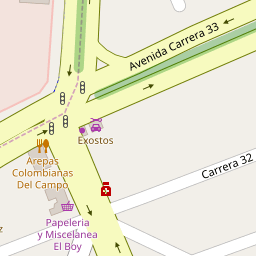 Avenida Carrera 33
Exostos
Arepas
Colombianas
Del Campo
Carrera 32
Papeleria
y Miscelanea
El Boy